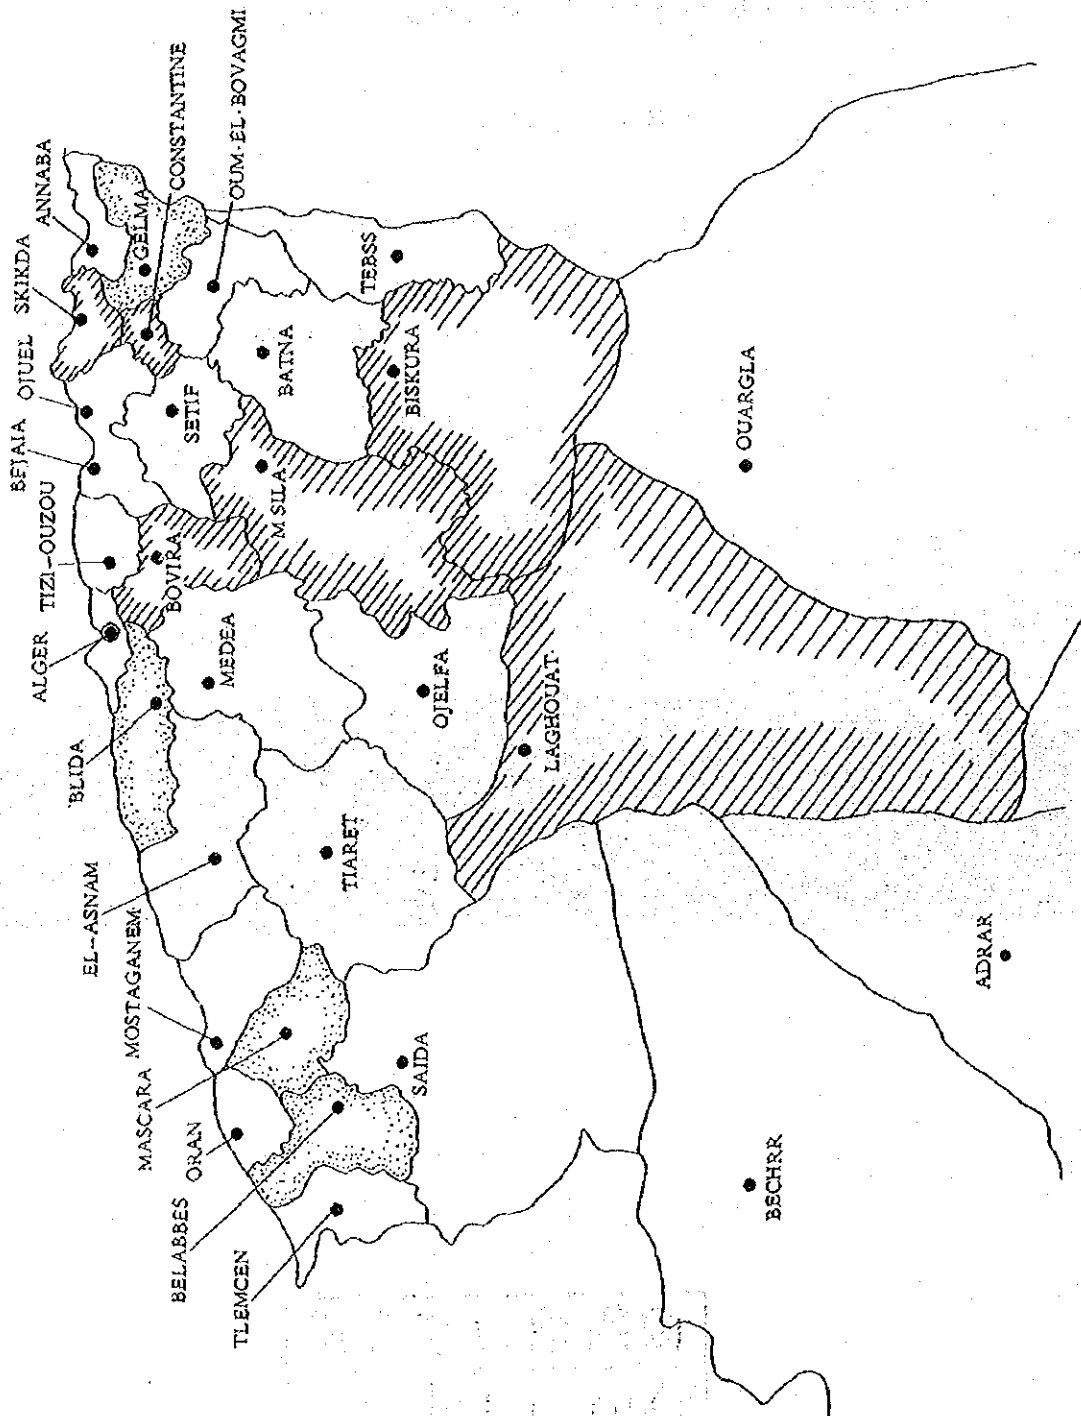 TLEMCEN
BELABBES
ORAN
MASCARA
MOSTAGANEM
EL-ASNAM
BLIDA
ALGER
TIZI-OUZOU
BEJAIA
OJUEL
SKIKDA
ANNABA
CONSTANTINE
OUM-EL-BOVAGMI
GELMA
SETIF
BOVIRA
M SILA
MEDEA
BATNA
TEBSS
BISKURA
OJELFA
TIARET
SAIDA
LAGHOUAT
OUARGLA
BECHRR
ADRAR